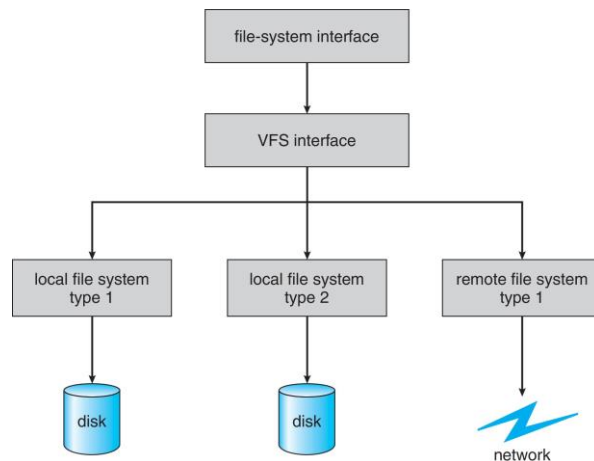 file-system interface
VFS interface
local file system
type 1
local file system
type 2
remote file system
type 1
disk
disk
network